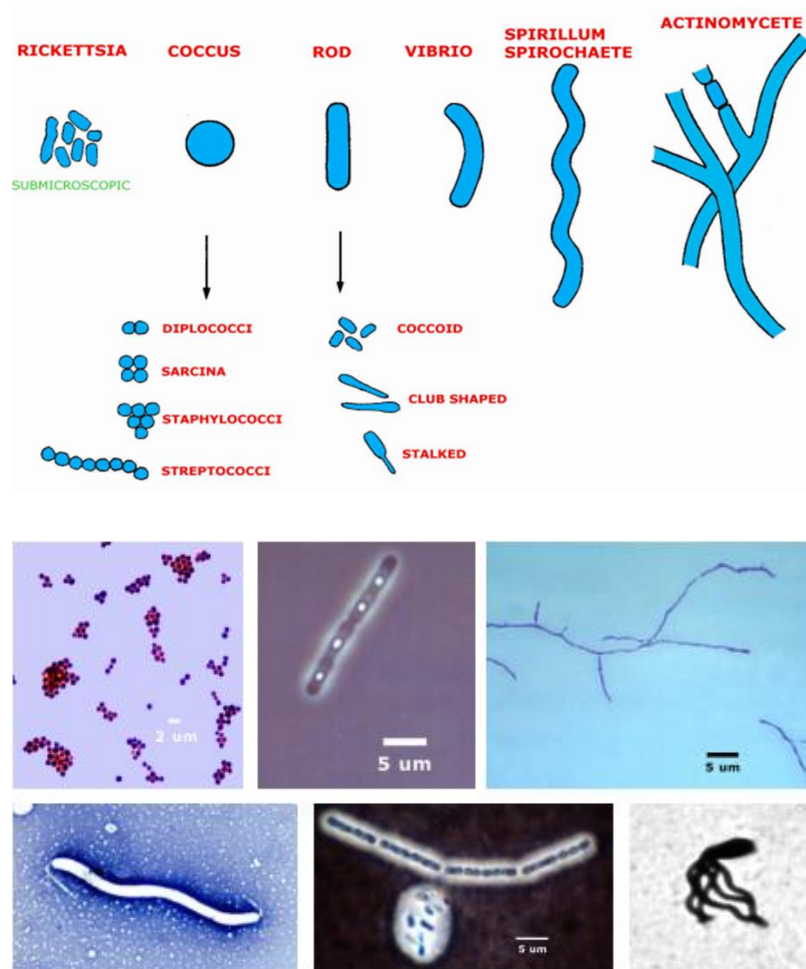 RICKETTSIA
COCCUS
ROD
VIBRIO
SPIRILLUM
SPIROCHAETE
ACTINOMYCETE
SUBMICROSCOPIC
DIPLOCOCCI
COCCOID
SARCINA
CLUB SHAPED
STAPHYLOCOCCI
STALKED
STREPTOCOCCI
2 um
5 um
5 um
5 um